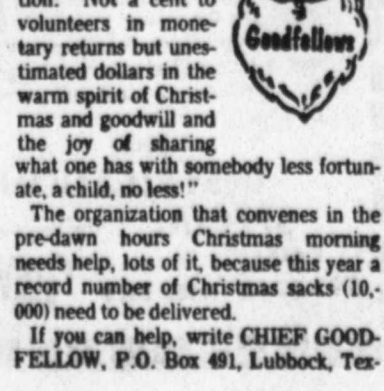 tion. "Not a cent to
volunteers in mone-
tary returns but unes-
timated dollars in the
warm spirit of Christ-
mas and goodwill and
the joy of sharing
what one has with somebody less fortun-
ate, a child, no less!"
The organization that convenes in the
pre-dawn hours Christmas morning
needs help, lots of it, because this year a
record number of Christmas sacks (10,-
000) need to be delivered.
If you can help, write CHIEF GOOD-
FELLOW, P.O. Box 491, Lubbock, Tex-
Goodfellows